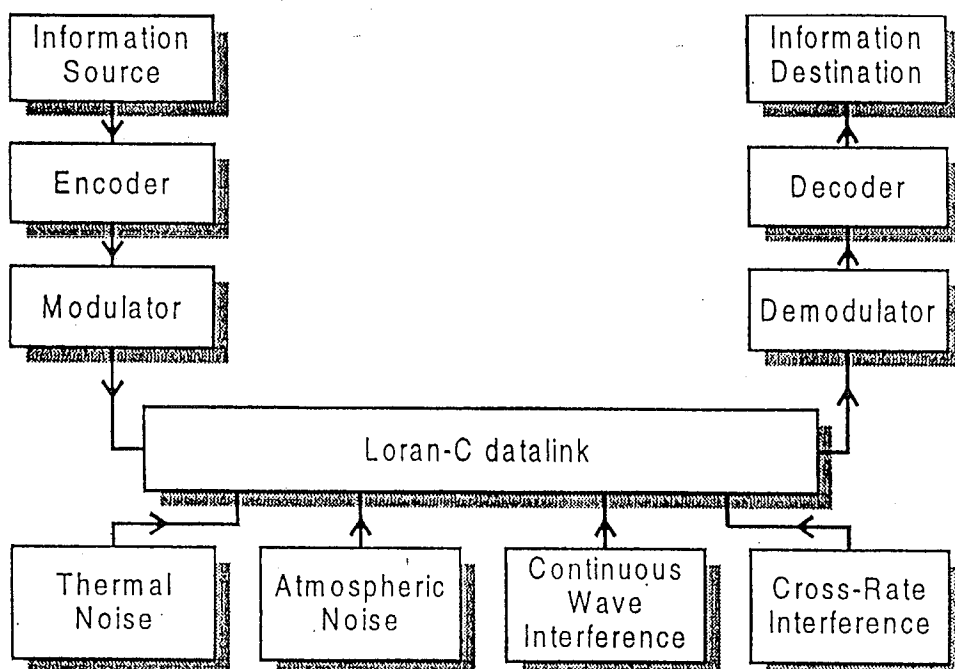 Information
Source
Encoder
Modulator
Information
Destination
Decoder
Demodulator
Loran-C datalink
Thermal
Noise
Atmospheric
Noise
Continuous
Wave
Interference
Cross-Rate
Interference